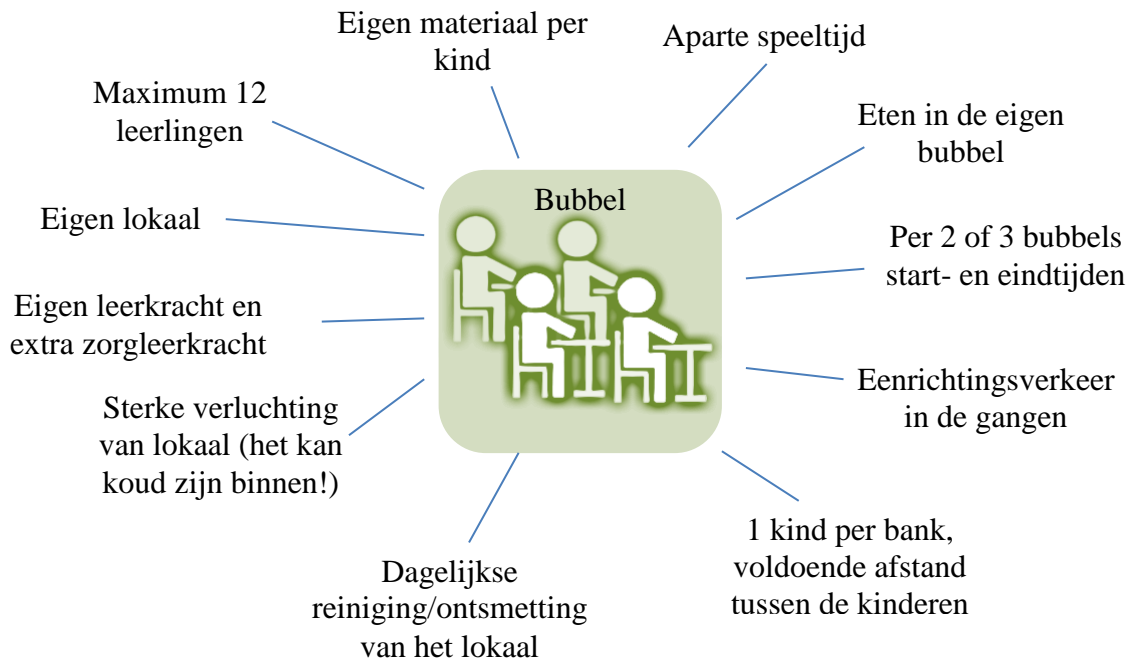 Eigen materiaal per
kind
Aparte speeltijd
Maximum 12
leerlingen
Eten in de eigen
bubbel
Bubbel
Eigen lokaal
Per 2 of 3 bubbels
start- en eindtijden
Eigen leerkracht en
extra zorgleerkracht
Eenrichtingsverkeer
in de gangen
Sterke verluchting
van lokaal (het kan
koud zijn binnen!)
1 kind per bank,
voldoende afstand
tussen de kinderen
Dagelijkse
reiniging/ontsmetting
van het lokaal